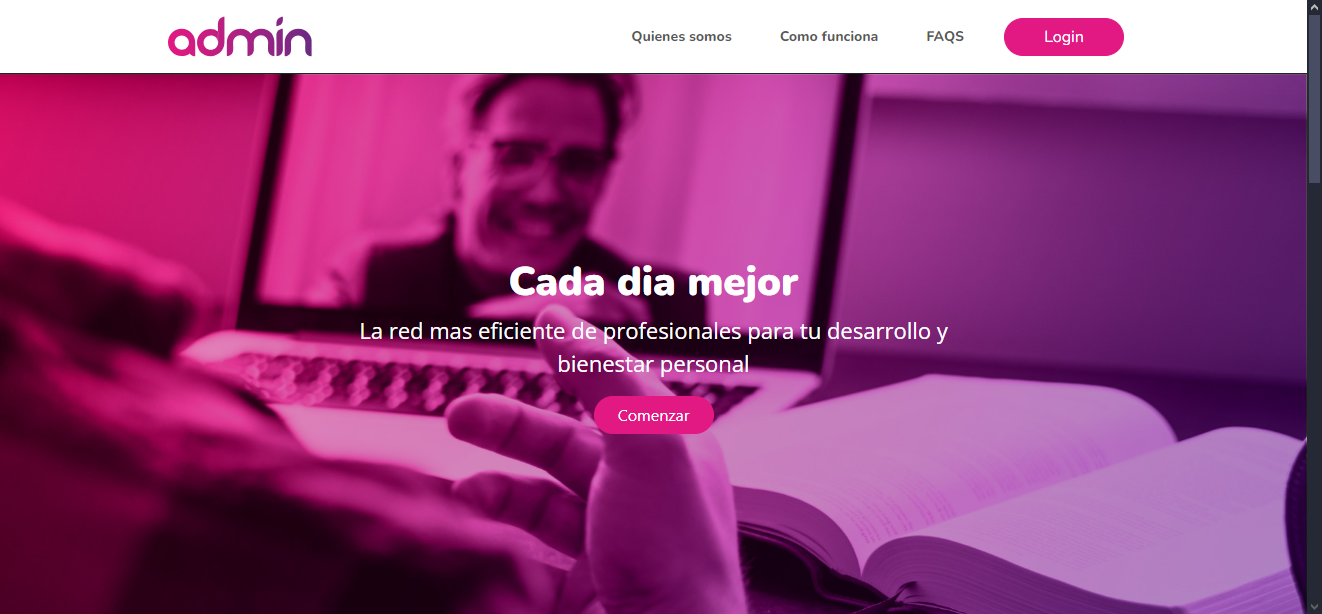 admin
Quienes somos
Como funciona
FAQS
Login
Cada dia mejor
La red mas eficiente de profesionales para tu desarrollo y
bienestar personal
Comenzar